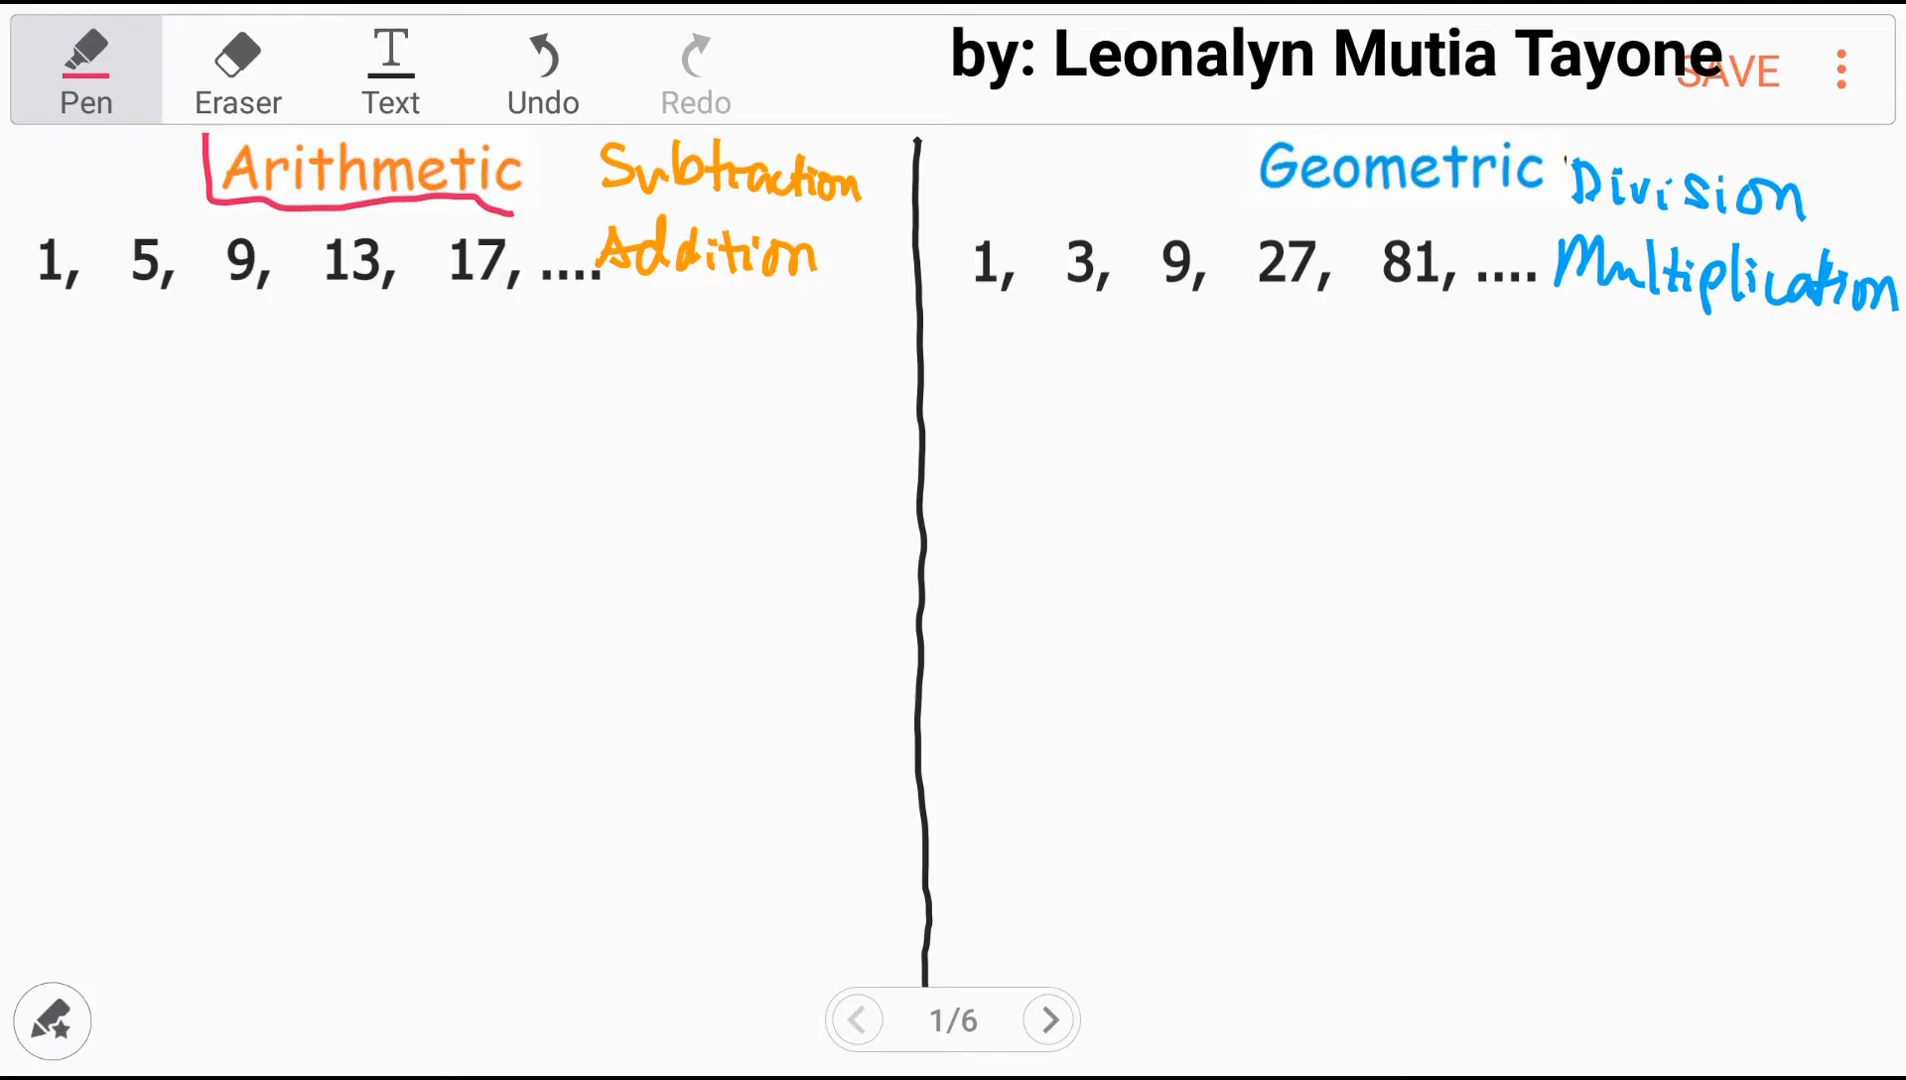 by: Leonalyn Mutia Tayone
Pen Eraser Text Undo Redo SAVE
Arithmetic Subtraction
Addition
1, 5, 9, 13, 17, ....
Geometric Division
Multiplication
1, 3, 9, 27, 81, ....
1/6